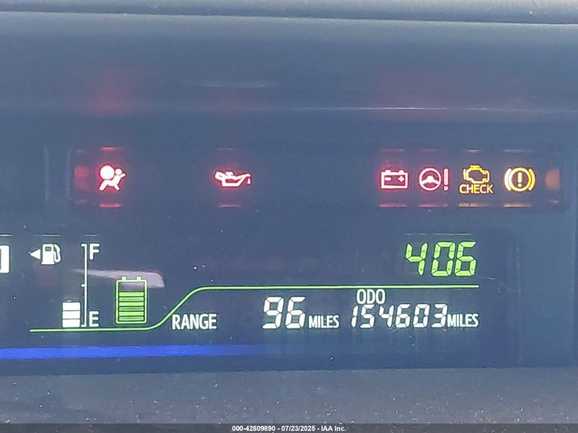 CHECK
F
406
ODO
E RANGE 96 MILES 154603 MILES
000-42809890 - 07/23/2025 - IAA Inc.